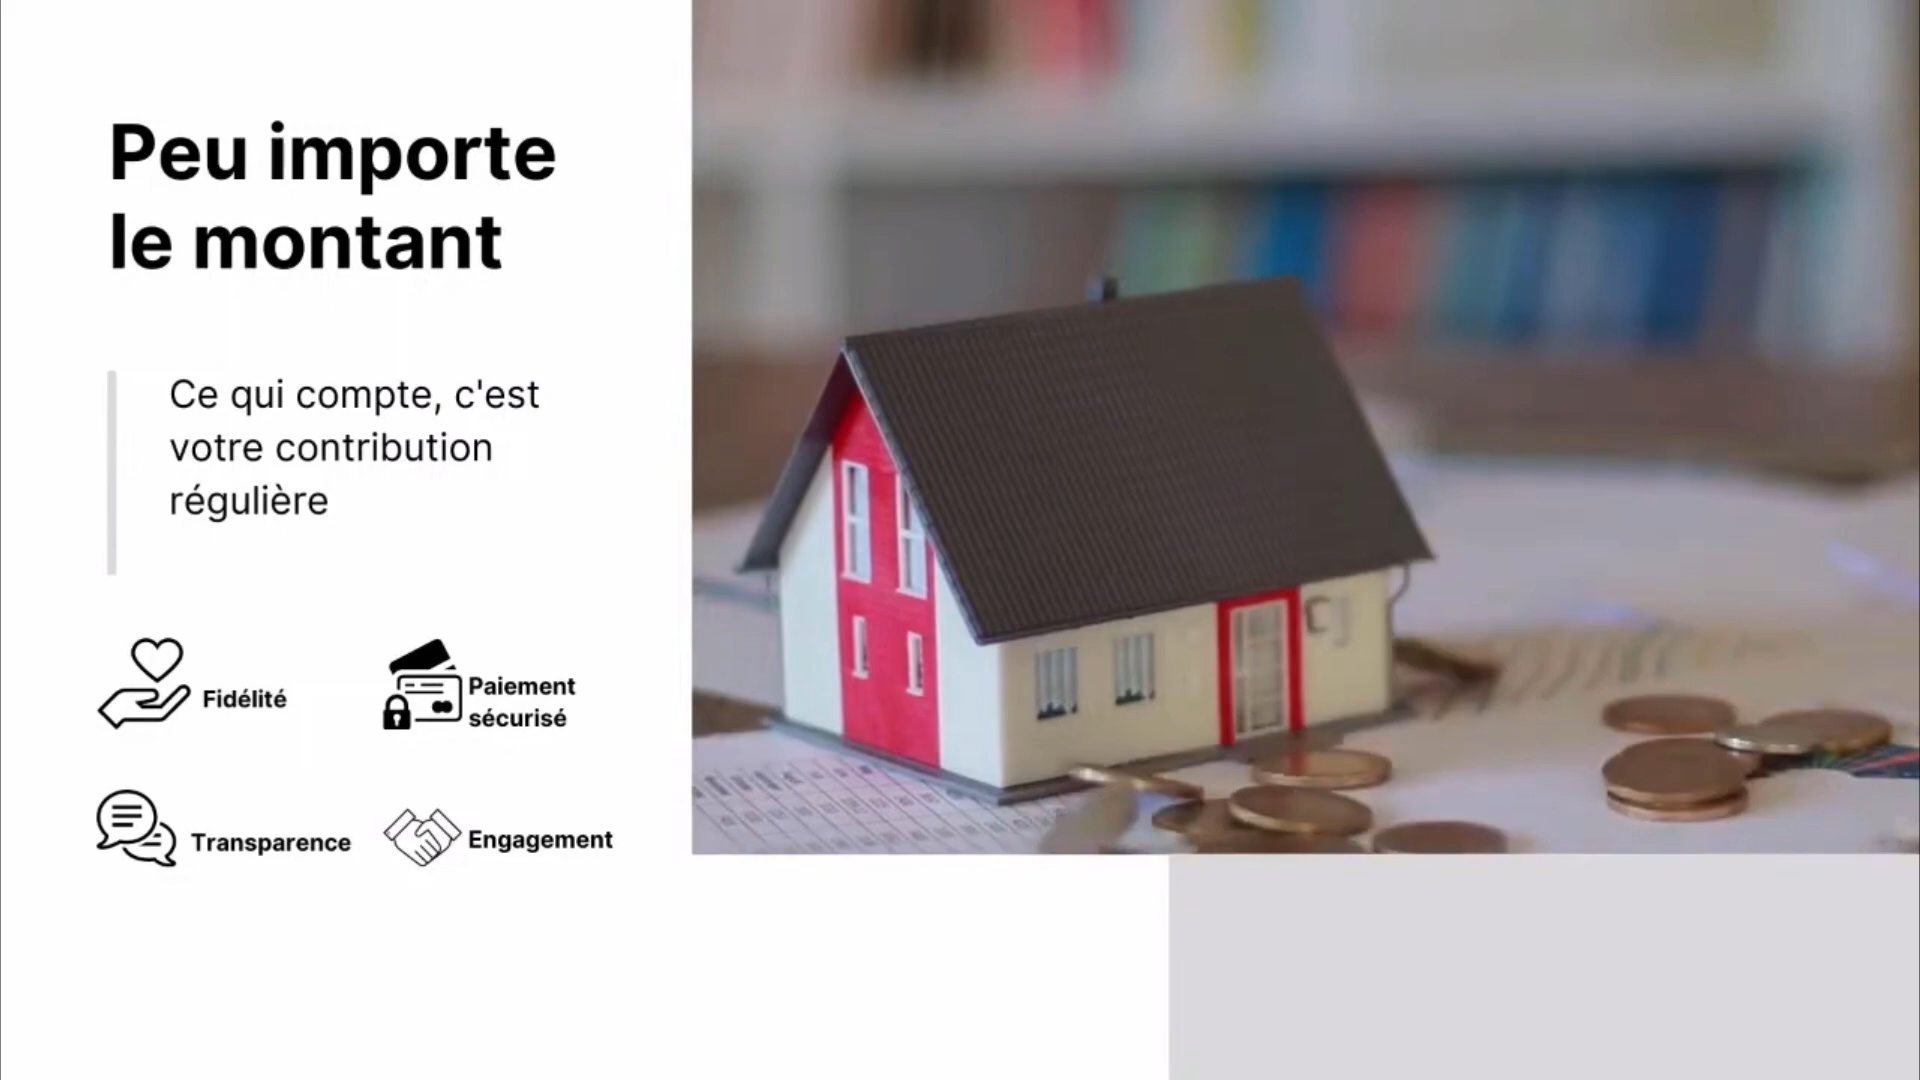 Peu importe
le montant
Ce qui compte, c'est
votre contribution
régulière
Fidélité
Paiement
sécurisé
Transparence
Engagement